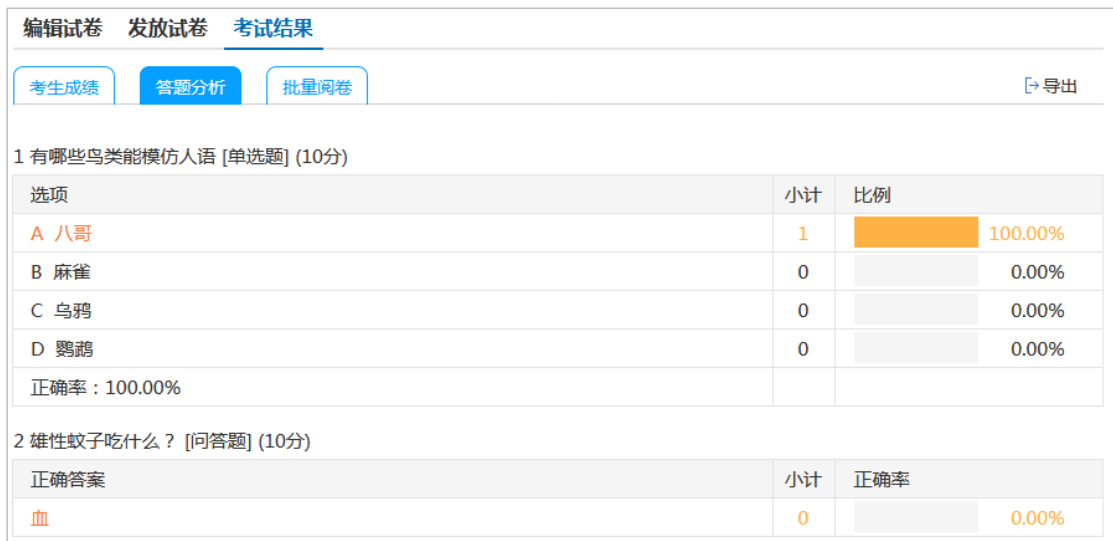 编辑试卷 发放试卷 考试结果
考生成绩 答题分析 批量阅卷 导出
1 有哪些鸟类能模仿人语 [单选题] (10分)
选项 小计 比例
A 八哥 1 100.00%
B 麻雀 0 0.00%
C 乌鸦 0 0.00%
D 鹦鹉 0 0.00%
正确率：100.00%
2 雄性蚊子吃什么？ [问答题] (10分)
正确答案 小计 正确率
血 0 0.00%